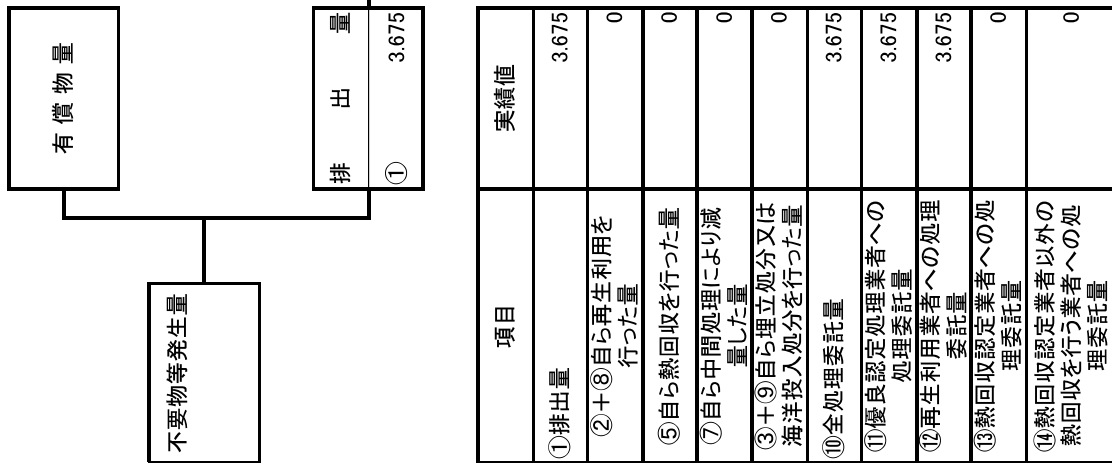 有 償 物 量
不要物等発生量
排 出 量
① 3.675
項目 実績値
①排出量 3.675
②+⑧自ら再生利用を
行った量 0
⑤自ら熱回収を行った量 0
⑦自ら中間処理により減
量した量 0
③+⑨自ら埋立処分又は
海洋投入処分を行った量 0
⑩全処理委託量 3.675
⑪優良認定処理業者への
処理委託量 3.675
⑫再生利用業者への処理
委託量 3.675
⑬熱回収認定業者への処
理委託量 0
⑭熱回収認定業者以外の
熱回収を行う業者への処
理委託量 0